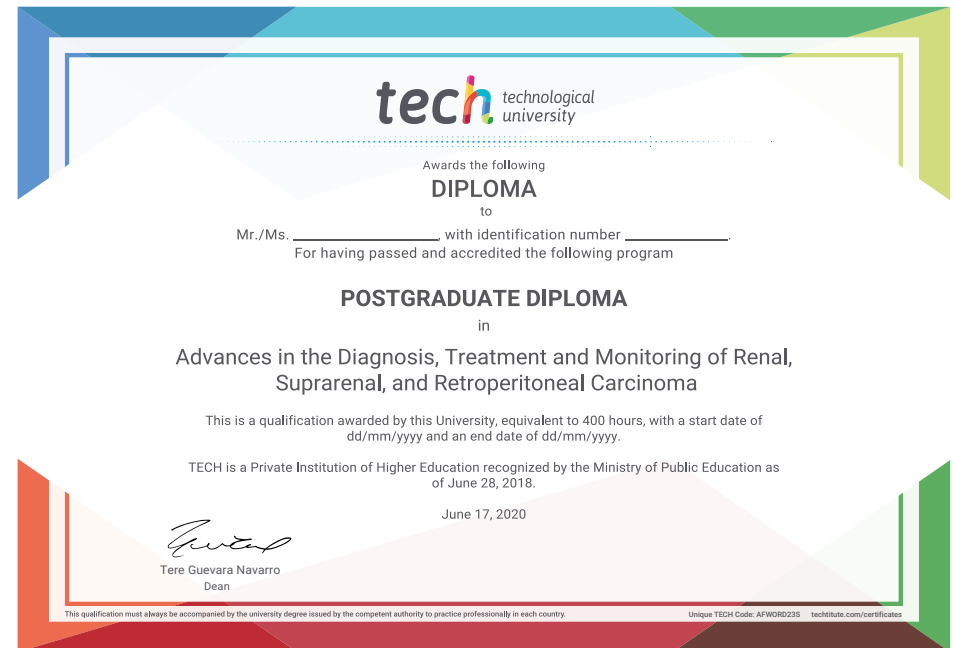 tech technological
university
Awards the following
DIPLOMA
to
Mr./Ms. ____________________, with identification number ______________.
For having passed and accredited the following program
POSTGRADUATE DIPLOMA
in
Advances in the Diagnosis, Treatment and Monitoring of Renal,
Suprarenal, and Retroperitoneal Carcinoma
This is a qualification awarded by this University, equivalent to 400 hours, with a start date of
dd/mm/yyyy and an end date of dd/mm/yyyy.
TECH is a Private Institution of Higher Education recognized by the Ministry of Public Education as
of June 28, 2018.
June 17, 2020
Tere Guevara Navarro
Dean
This qualification must always be accompanied by the university degree issued by the competent authority to practice professionally in each country. Unique TECH Code: AFWORD23S techtitute.com/certificates